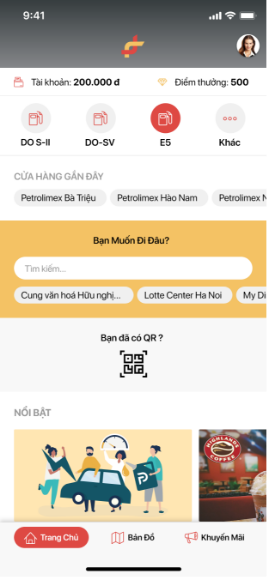 9:41
Tài khoản: 200.000 đ Điểm thưởng: 500
DO S-II DO-SV E5 Khác
CỬA HÀNG GẦN ĐÂY
Petrolimex Bà Triệu Petrolimex Hào Nam Petrolimex N
Bạn Muốn Đi Đâu?
Tìm kiếm...
Cung văn hoá Hữu nghị... Lotte Center Ha Noi My Di
Bạn đã có QR ?
NỔI BẬT
HIGHLANDS
COFFEE
Trang Chủ Bản Đồ Khuyến Mãi